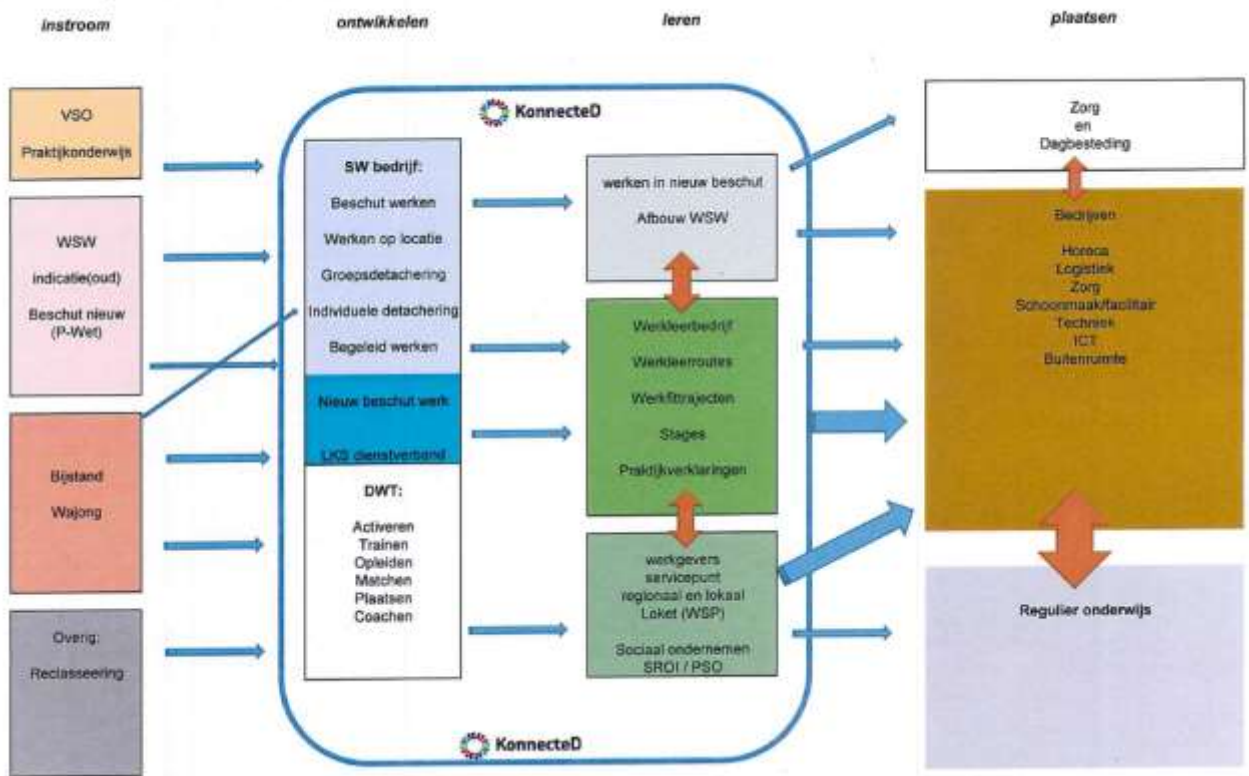 instroom
ontwikkelen
leren
plaatsen
VSO
Praktijkonderwijs
WSW
indicatie(oud)
Beschut nieuw
(P-Wet)
Bijstand
Wajong
Overig:
Reclasseering
KonnecteD
SW bedrijf:
Beschut werken
Werken op locatie
Groepsdetachering
Individuele detachering
Begeleid werken
Nieuw beschut werk
LKS dienstverband
DWT:
Activeren
Trainen
Opleiden
Matchen
Plaatsen
Coachen
werken in nieuw beschut
Afbouw WSW
Werkleerbedrijf
Werkleerroutes
Werkfittrajecten
Stages
Praktijkverklaringen
werkgevers
servicepunt
regionaal en lokaal
Loket (WSP)
Sociaal ondernemen
SROI / PSO
KonnecteD
Zorg
en
Dagbesteding
Bedrijven
Horeca
Logistiek
Zorg
Schoonmaak/facilitair
Techniek
ICT
Buitenruimte
Regulier onderwijs